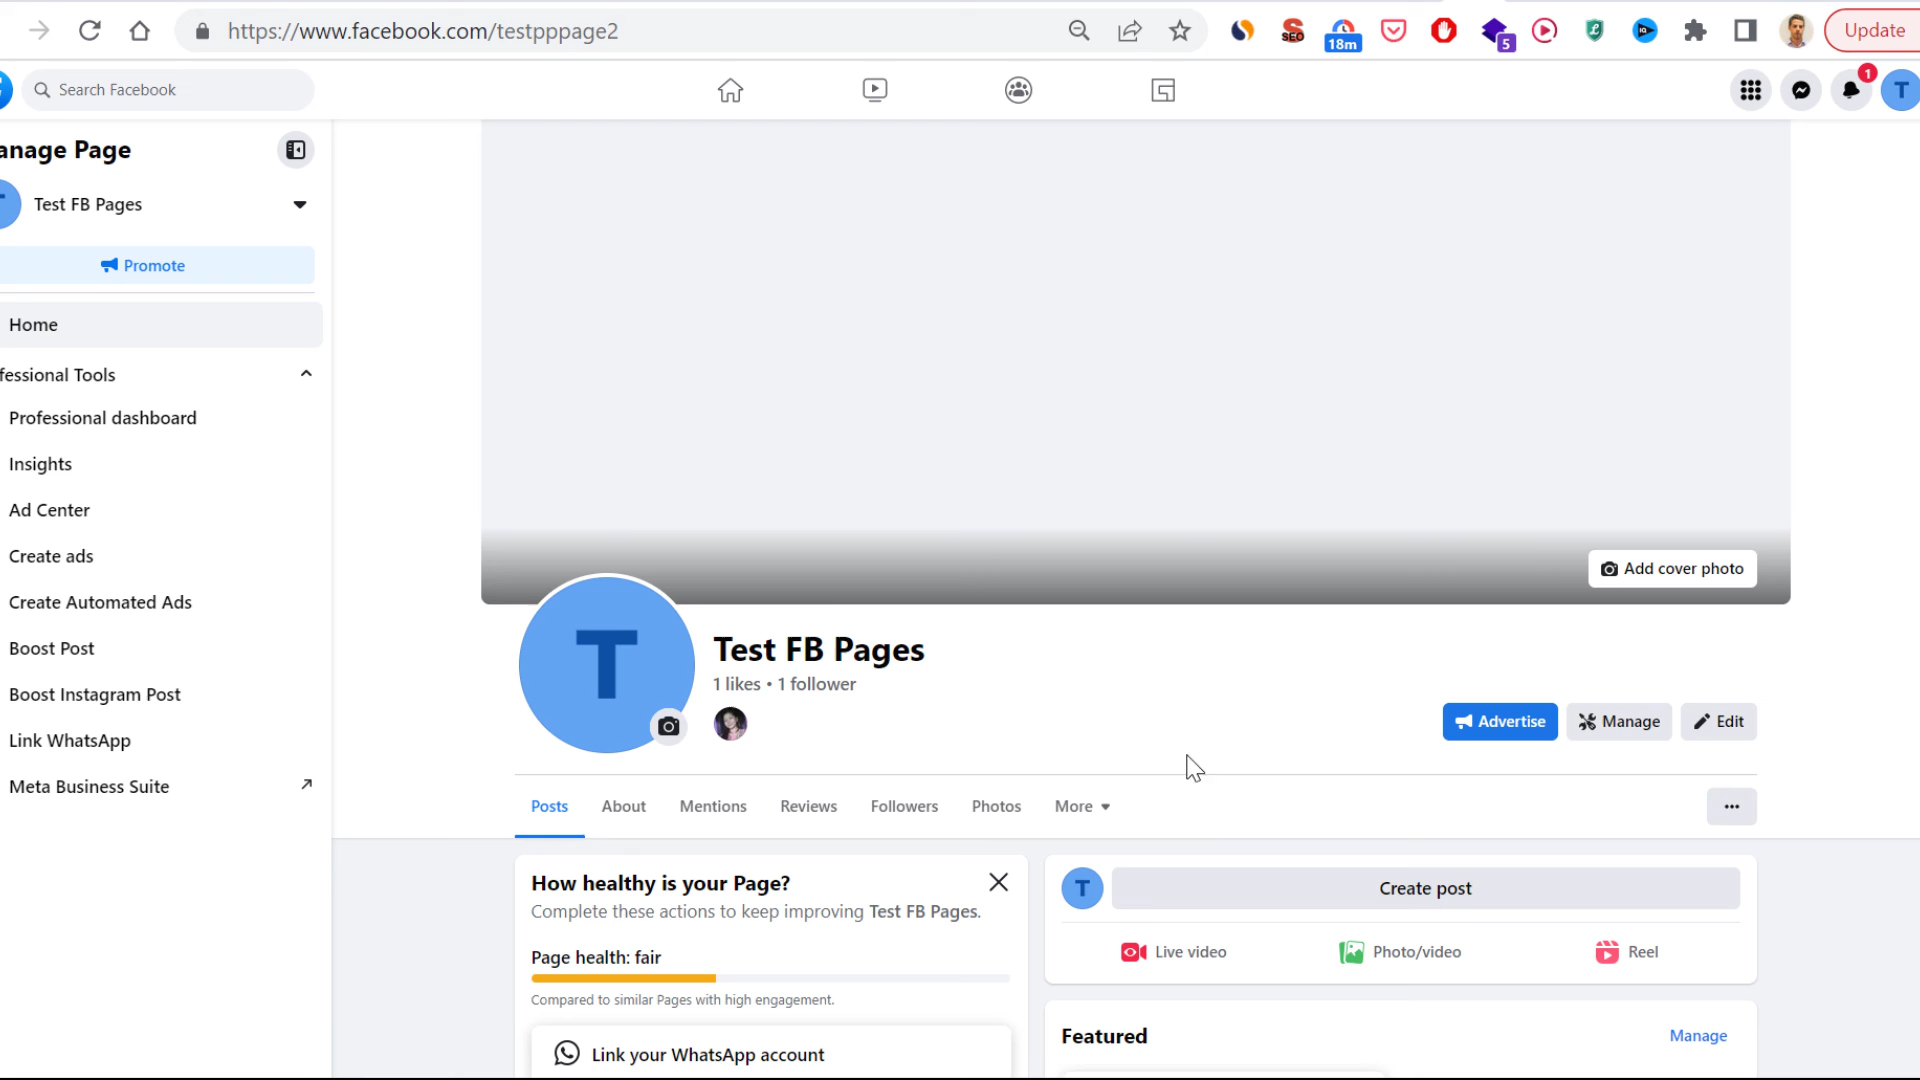 https://www.facebook.com/testpppage2
SEO
18m
5
Update
Search Facebook
1
T
anage Page
Test FB Pages
Promote
Home
fessional Tools
Professional dashboard
Insights
Ad Center
Create ads
Create Automated Ads
Boost Post
Boost Instagram Post
Link WhatsApp
Meta Business Suite
Add cover photo
T
Test FB Pages
1 likes • 1 follower
Advertise
Manage
Edit
Posts
About
Mentions
Reviews
Followers
Photos
More
How healthy is your Page?
Complete these actions to keep improving Test FB Pages.
Page health: fair
Compared to similar Pages with high engagement.
Link your WhatsApp account
T
Create post
Live video
Photo/video
Reel
Featured
Manage